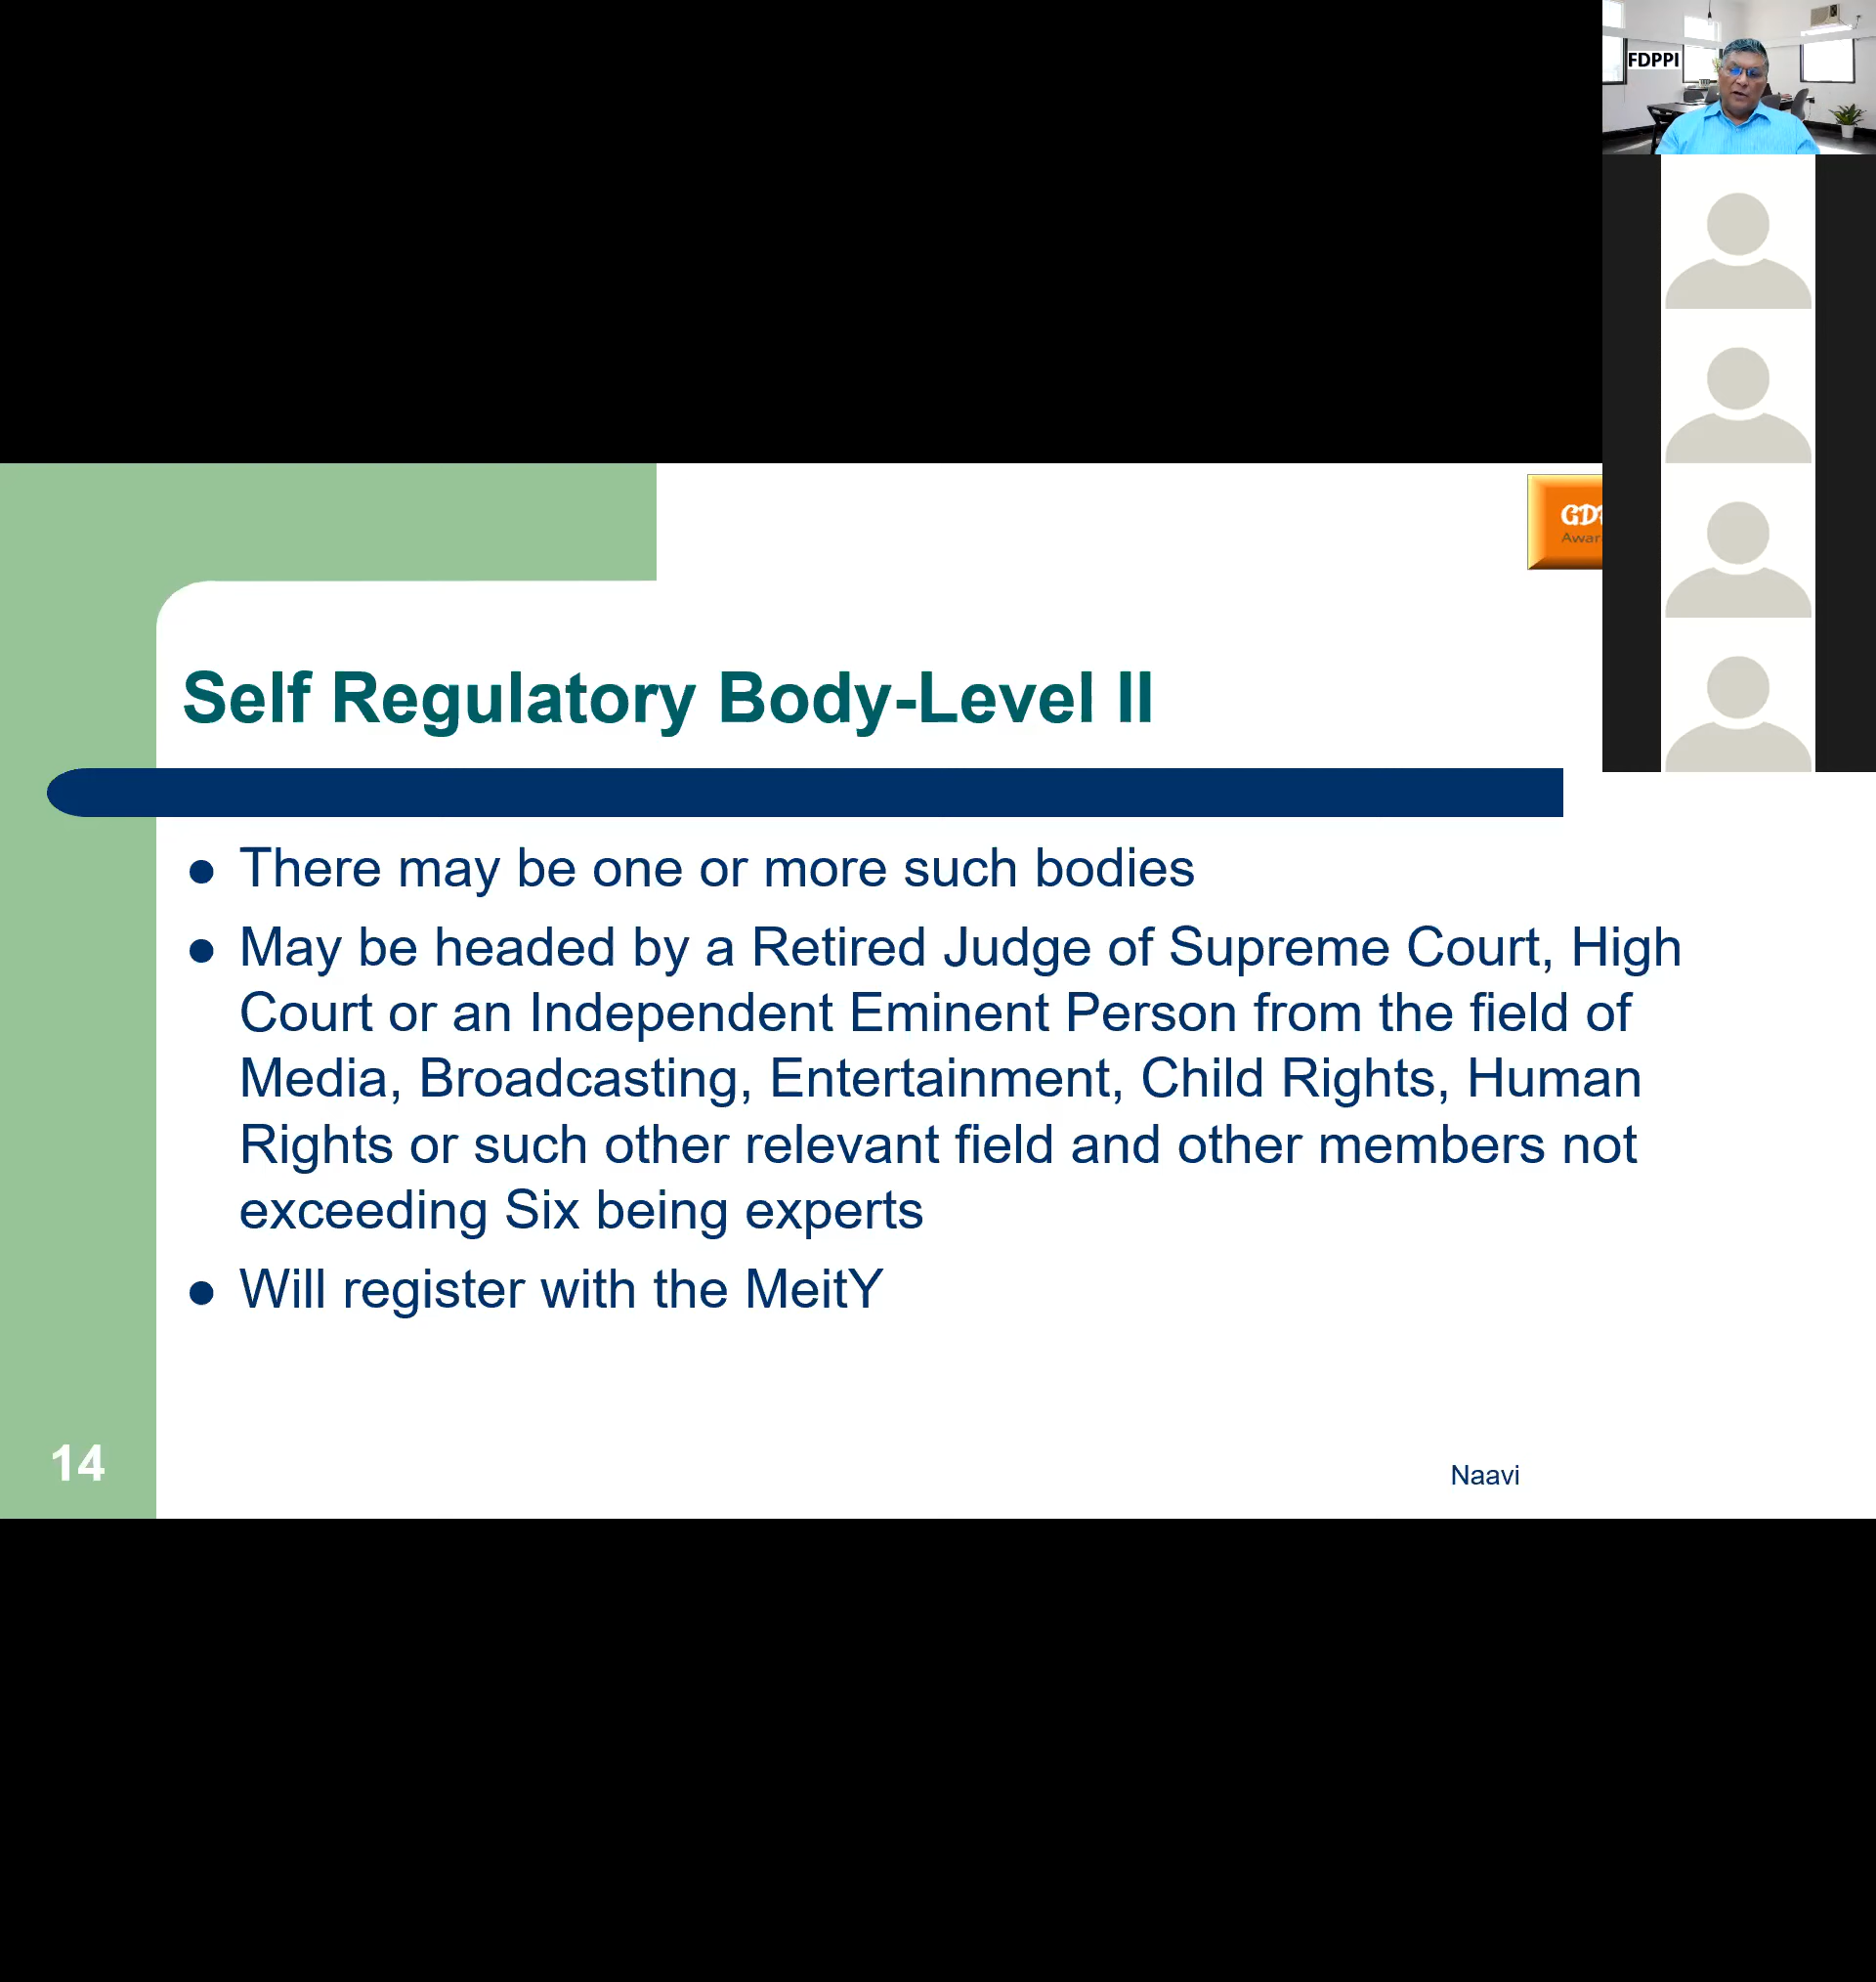 FDPPI
Self Regulatory Body-Level II
There may be one or more such bodies
May be headed by a Retired Judge of Supreme Court, High
Court or an Independent Eminent Person from the field of
Media, Broadcasting, Entertainment, Child Rights, Human
Rights or such other relevant field and other members not
exceeding Six being experts
Will register with the MeitY
14
Naavi